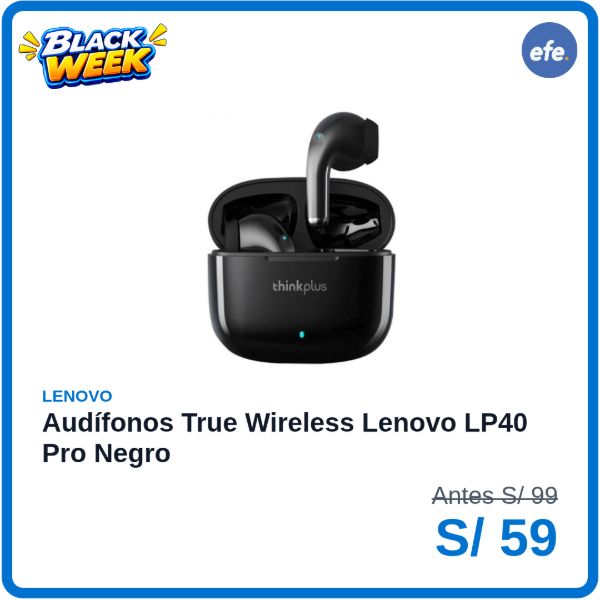 BLACK
WEEK
efe.
thinkplus
LENOVO
Audífonos True Wireless Lenovo LP40
Pro Negro
Antes S/ 99
S/ 59